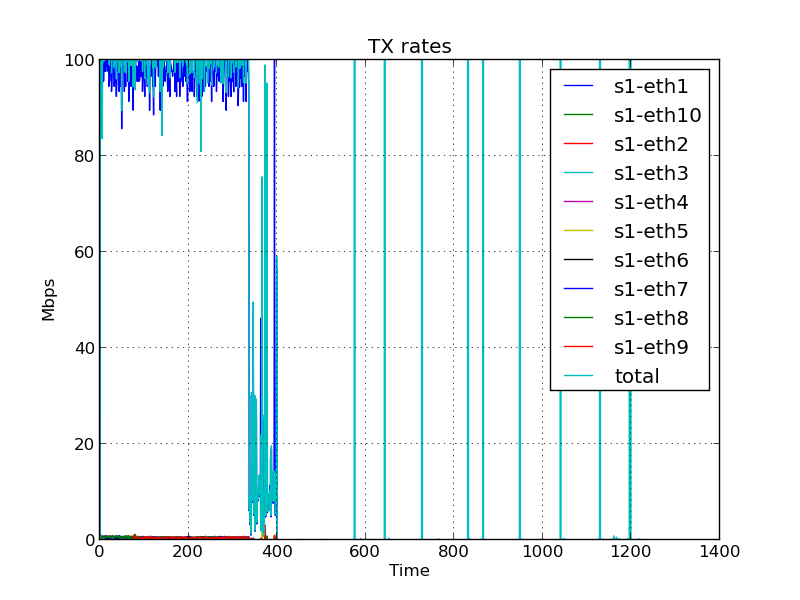 TX rates
100
80
60
40
20
0
Mbps
s1-eth1
s1-eth10
s1-eth2
s1-eth3
s1-eth4
s1-eth5
s1-eth6
s1-eth7
s1-eth8
s1-eth9
total
0 200 400 600 800 1000 1200 1400
Time